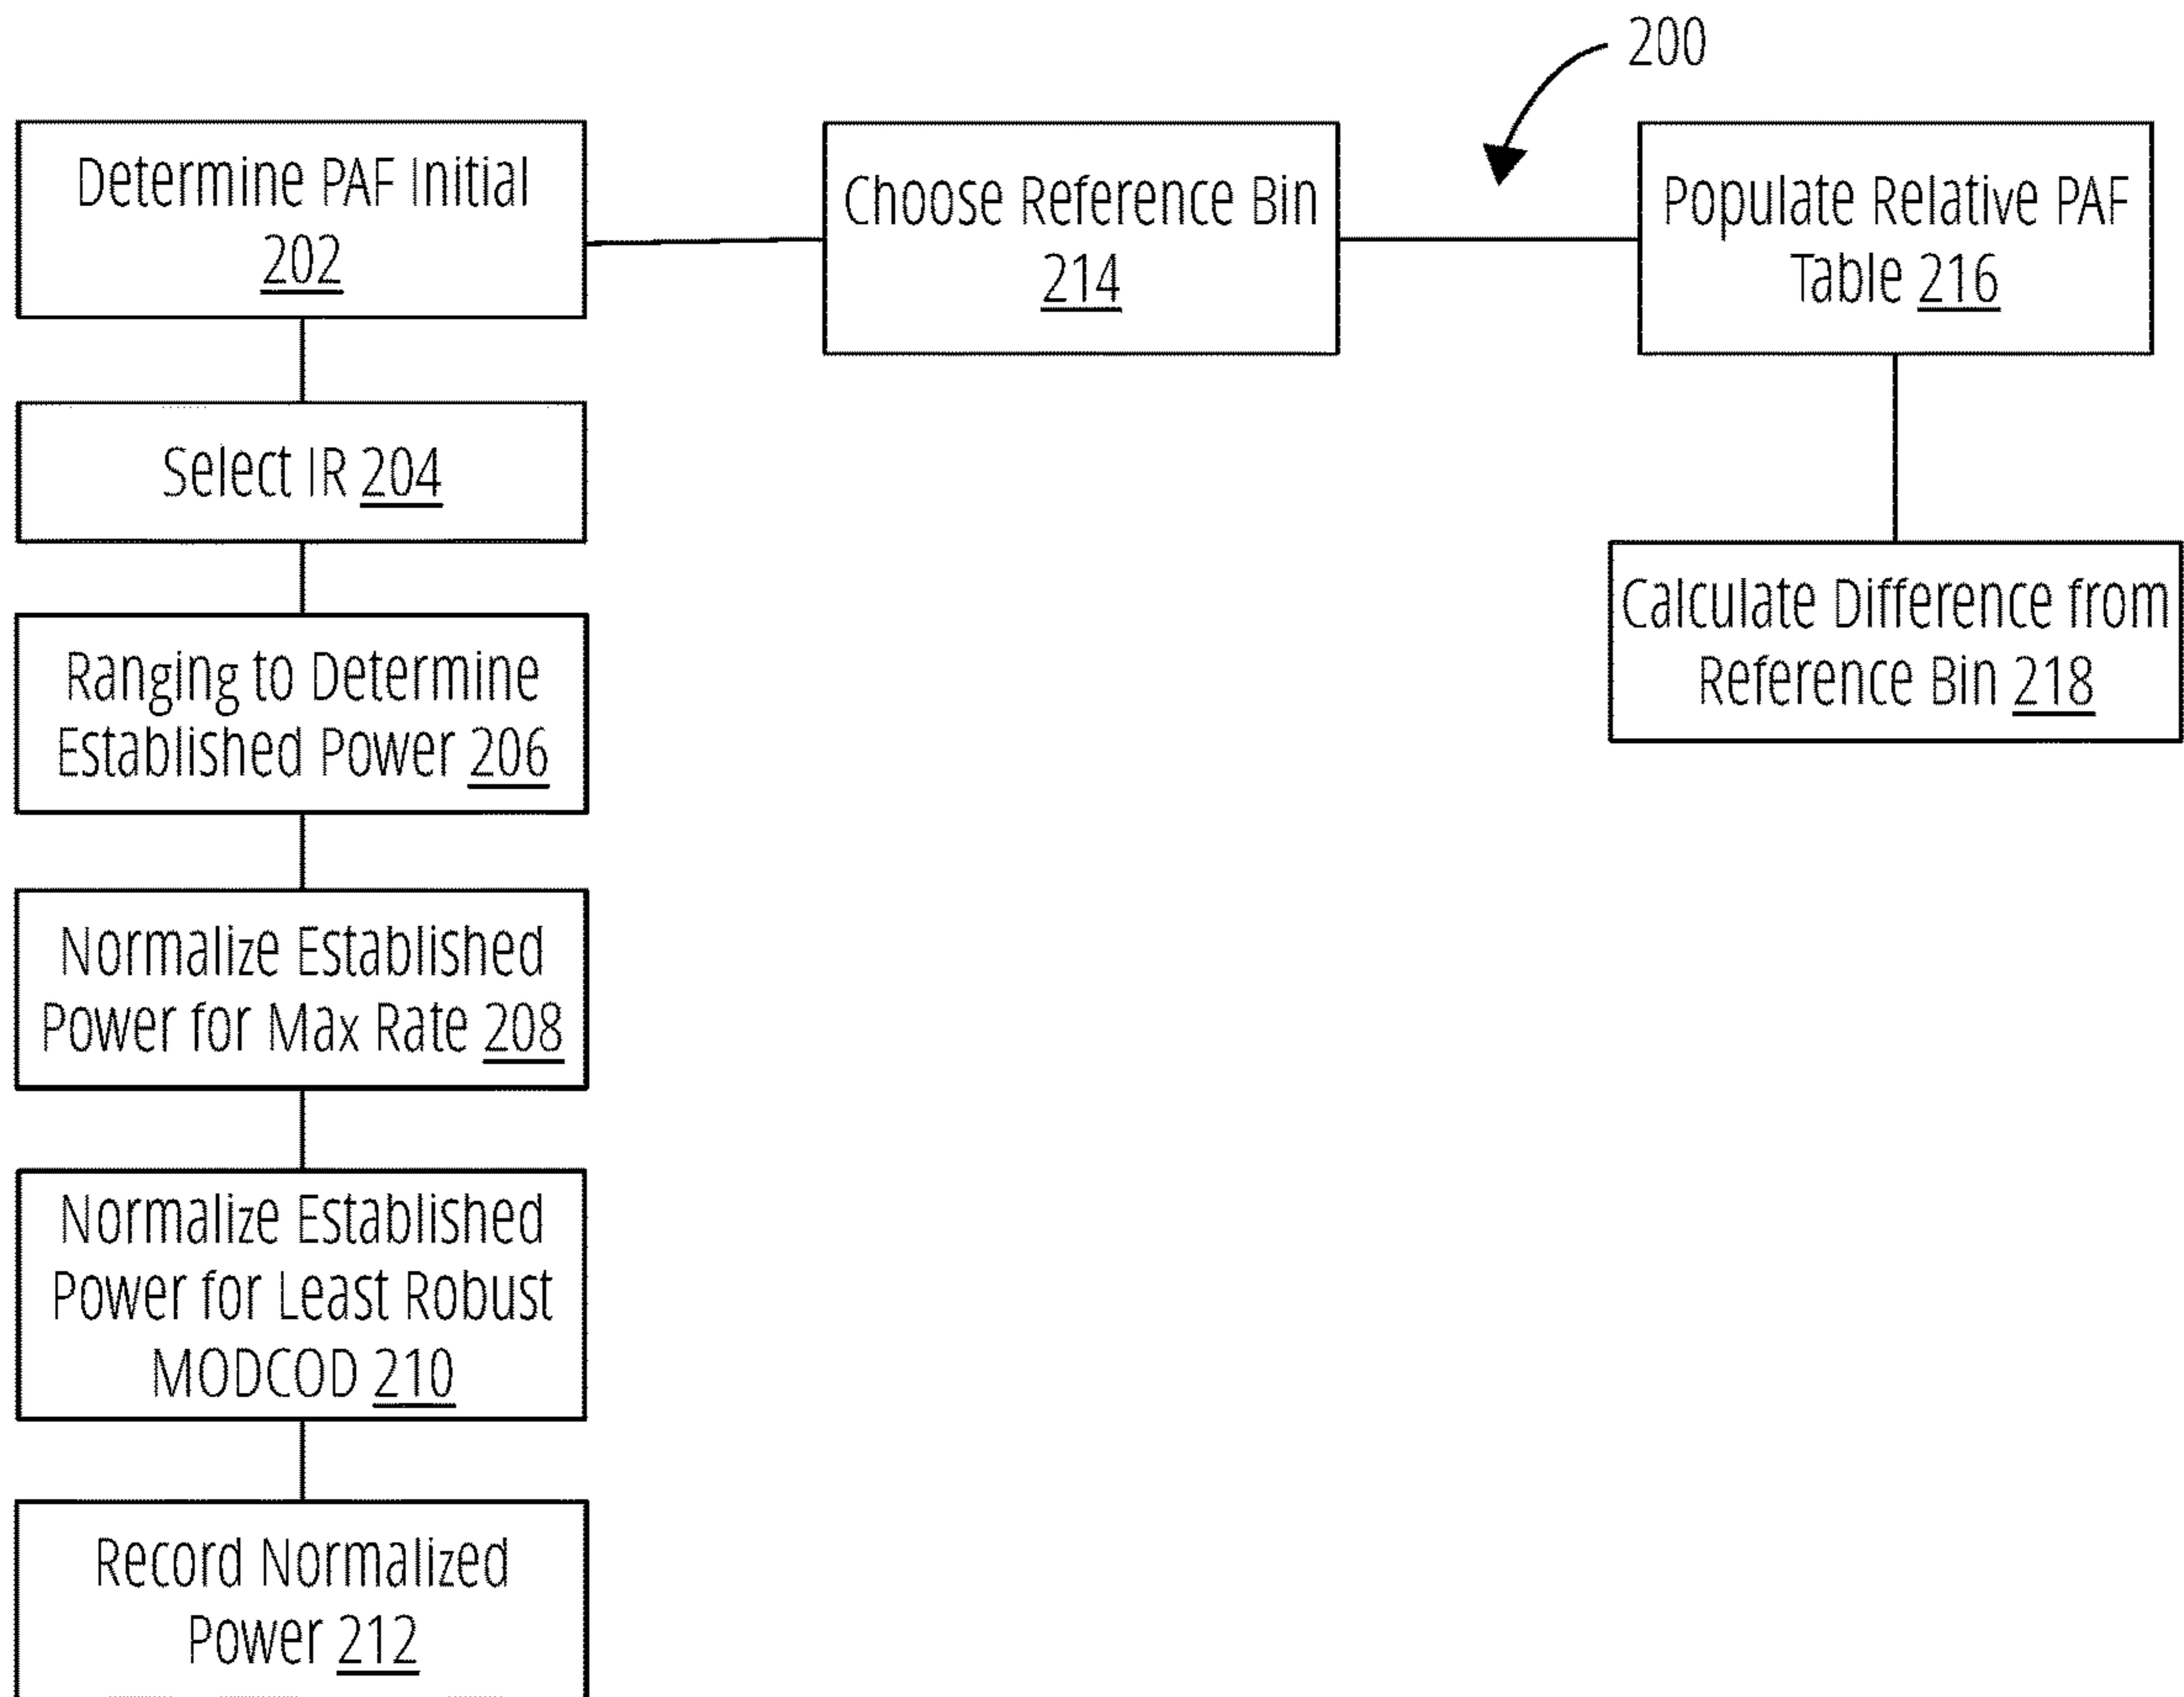 200
Determine PAF Initial
202
Choose Reference Bin
214
Populate Relative PAF
Table 216
Select IR 204
Calculate Difference from
Reference Bin 218
Ranging to Determine
Established Power 206
Normalize Established
Power for Max Rate 208
Normalize Established
Power for Least Robust
MODCOD 210
Record Normalized
Power 212